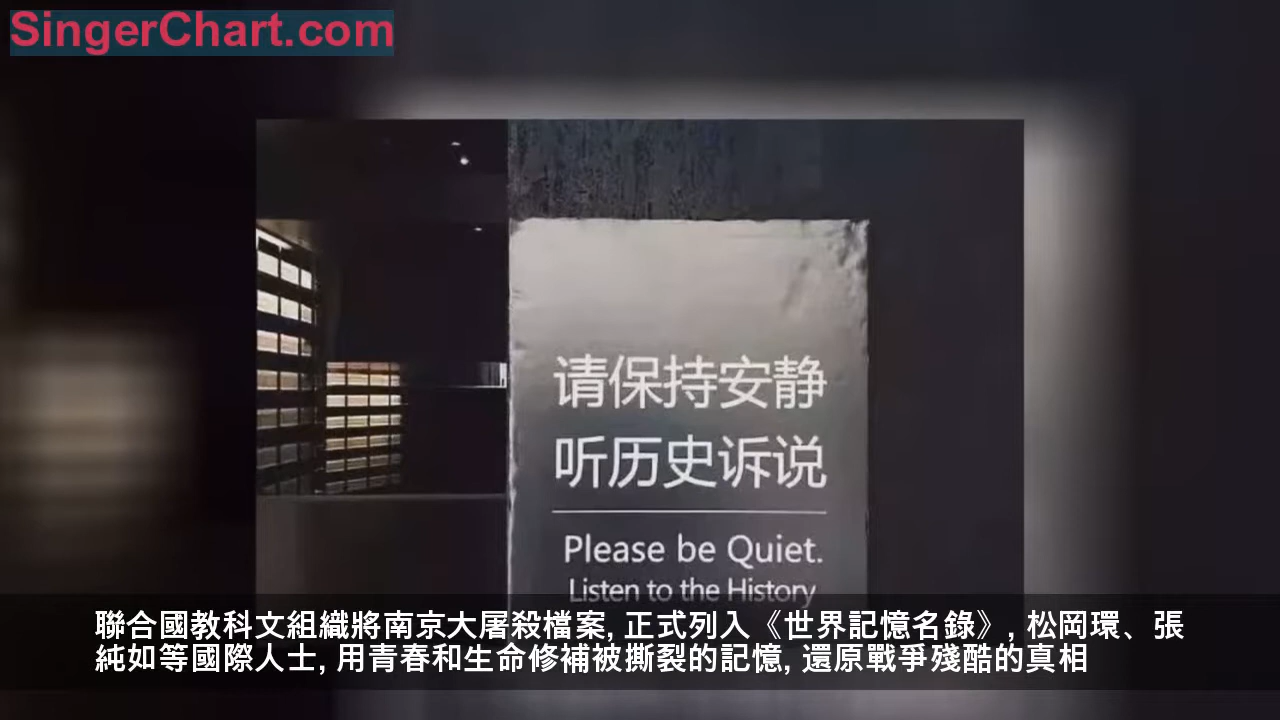 SingerChart.com
请保持安静
听历史诉说
Please be Quiet.
Listen to the History
聯合國教科文組織將南京大屠殺檔案, 正式列入《世界記憶名錄》, 松岡環、張
純如等國際人士, 用青春和生命修補被撕裂的記憶, 還原戰爭殘酷的真相